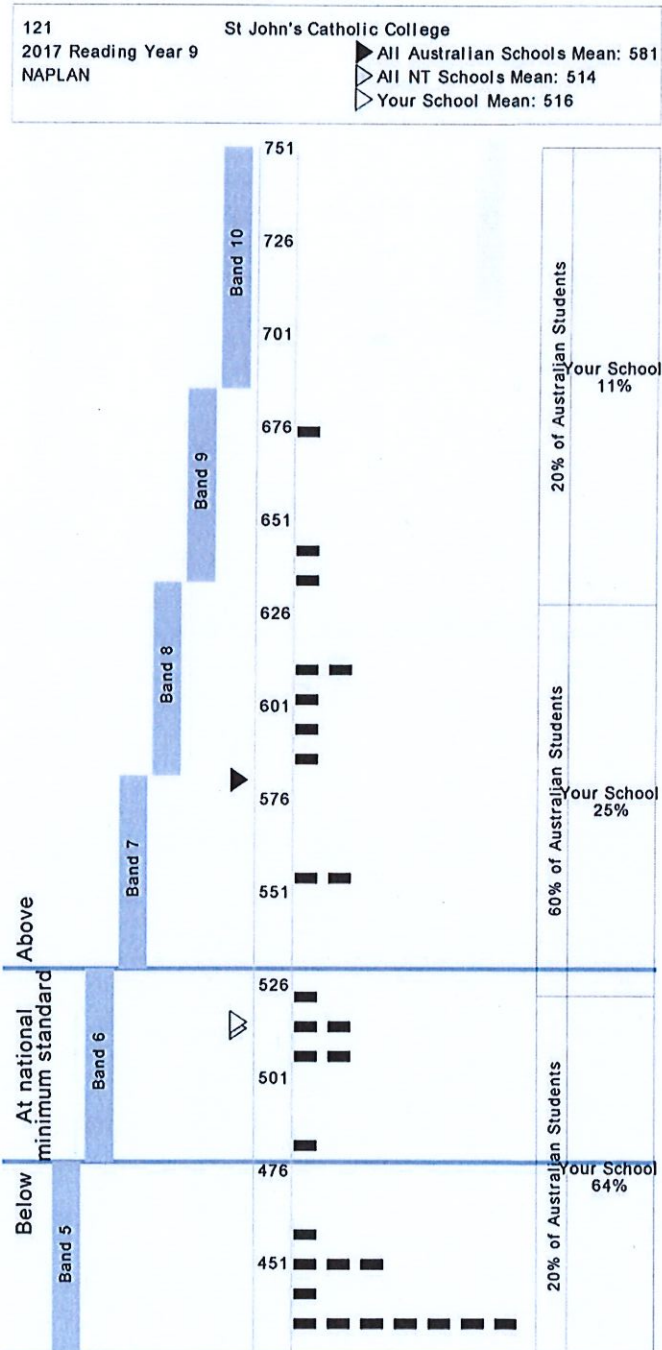 121
St John's Catholic College
2017 Reading Year 9
All Australian Schools Mean: 581
NAPLAN
All NT Schools Mean: 514
Your School Mean: 516
751
726
701
676
651
626
601
576
551
526
501
476
451
Band 10
Band 9
Band 8
Band 7
Band 6
Band 5
Above
At national
minimum standard
Below
20% of Australian Students
Your School
11%
60% of Australian Students
Your School
25%
20% of Australian Students
Your School
64%